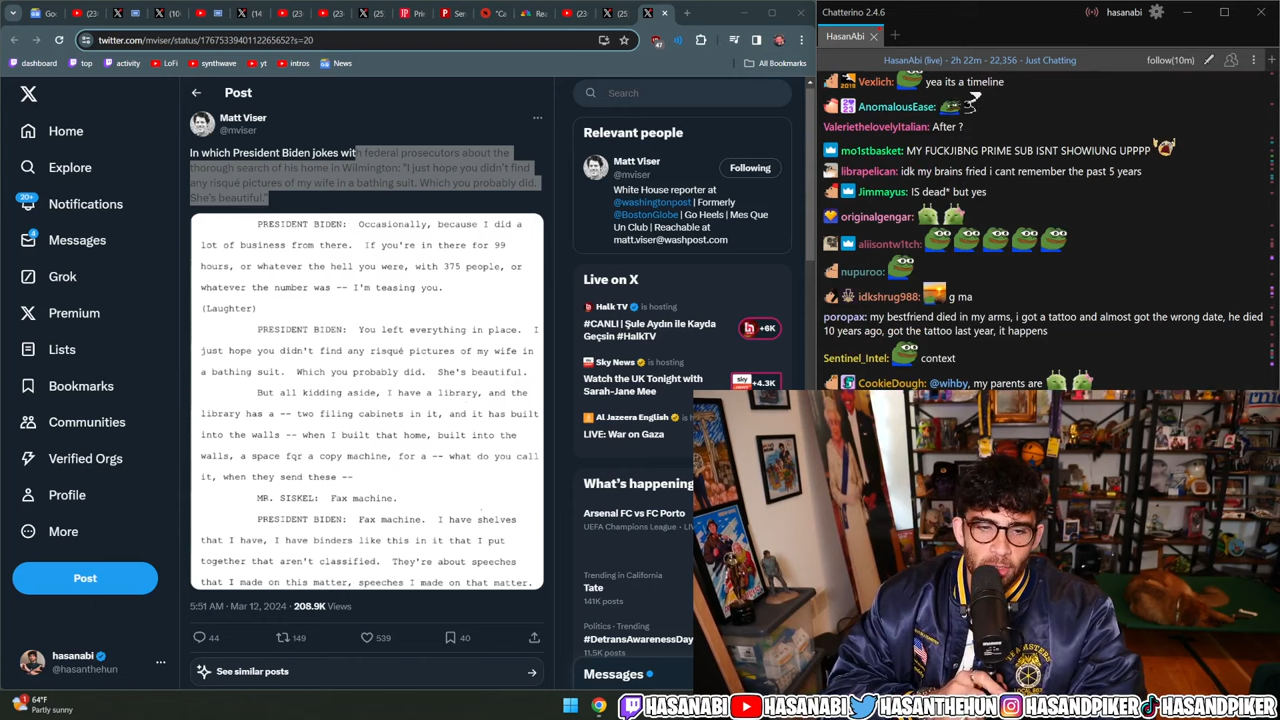 twitter.com/mviser/status/1767533940112265652?s=20
dashboard
top
activity
LoFi
synthwave
yt
intros
News
All Bookmarks
Home
Explore
20+
Notifications
4
Messages
Grok
Premium
Lists
Bookmarks
Communities
Verified Orgs
Profile
More
Post
hasanabi
@hasanthehun
Post
Matt Viser
@mviser
In which President Biden jokes with federal prosecutors about the
thorough search of his home in Wilmington: "I just hope you didn't find
any risqué pictures of my wife in a bathing suit. Which you probably did.
She's beautiful."
PRESIDENT BIDEN: Occasionally, because I did a
lot of business from there. If you're in there for 99
hours, or whatever the hell you were, with 375 people, or
whatever the number was -- I'm teasing you.
(Laughter)
PRESIDENT BIDEN: You left everything in place. I
just hope you didn't find any risqué pictures of my wife in
a bathing suit. Which you probably did. She's beautiful.
But all kidding aside, I have a library, and the
library has a -- two filing cabinets in it, and it has built
into the walls -- when I built that home, built into the
walls, a space for a copy machine, for a -- what do you call
it, when they send these --
MR. SISKEL: Fax machine.
PRESIDENT BIDEN: Fax machine. I have shelves
that I have, I have binders like this in it that I put
together that aren't classified. They're about speeches
that I made on this matter, speeches I made on that matter.
5:51 AM · Mar 12, 2024 · 208.9K Views
44
149
539
40
See similar posts
Search
Relevant people
Matt Viser
@mviser
Following
White House reporter at
@washingtonpost | Formerly
@BostonGlobe | Go Heels | Mes Que
Un Club | Reachable at
matt.viser@washpost.com
Live on X
Halk TV is hosting
#CANLI | Şule Aydın ile Kayda
Geçsin #HalkTV
+6K
Sky News is hosting
Watch the UK Tonight with
Sarah-Jane Mee
+4.3K
Al Jazeera English
LIVE: War on Gaza
What's happening
Arsenal FC vs FC Porto
UEFA Champions League · LIV
Trending in California
Tate
141K posts
Politics · Trending
#DetransAwarenessDay
11.5K posts
Messages
Chatterino 2.4.6
hasanabi
HasanAbi
HasanAbi (live) - 2h 22m - 22,356 - Just Chatting
follow(10m)
Vexlich: yea its a timeline
AnomalousEase:
ValeriethelovelyItalian: After ?
mo1stbasket: MY FUCKJIBNG PRIME SUB ISNT SHOWIUNG UPPPP
librapelican: idk my brains fried i cant remember the past 5 years
Jimmayus: IS dead* but yes
originalgengar:
aliisontw1tch:
nupuroo:
idkshrug988: g ma
poropax: my bestfriend died in my arms, i got a tattoo and almost got the wrong date, he died
10 years ago, got the tattoo last year, it happens
Sentinel_Intel: context
CookieDough: @wihby, my parents are
64°F
Partly sunny
HASANABI
HASANABI
HASANTHEHUN
HASANDPIKER
HASANDPIKER